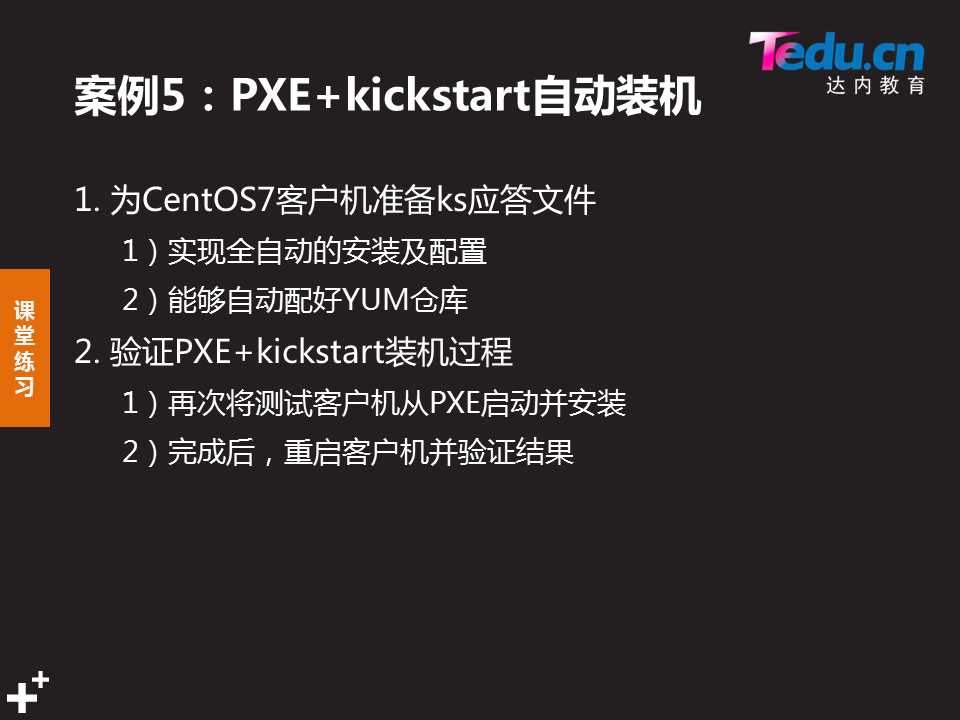 Tedu.cn
达内教育
案例5：PXE+kickstart自动装机
1. 为CentOS7客户机准备ks应答文件
1）实现全自动的安装及配置
2）能够自动配好YUM仓库
2. 验证PXE+kickstart装机过程
1）再次将测试客户机从PXE启动并安装
2）完成后，重启客户机并验证结果
课堂练习